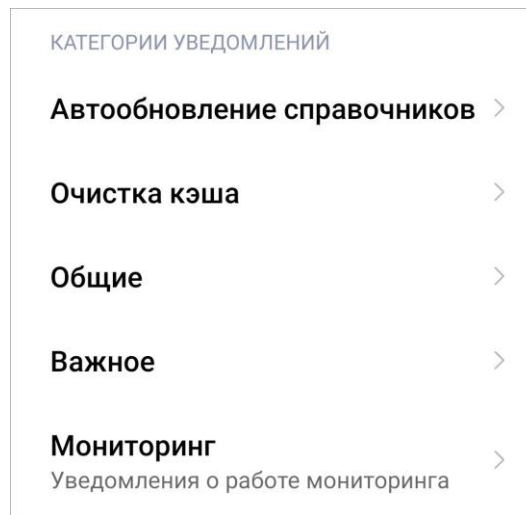 КАТЕГОРИИ УВЕДОМЛЕНИЙ
Автообновление справочников
Очистка кэша
Общие
Важное
Мониторинг
Уведомления о работе мониторинга